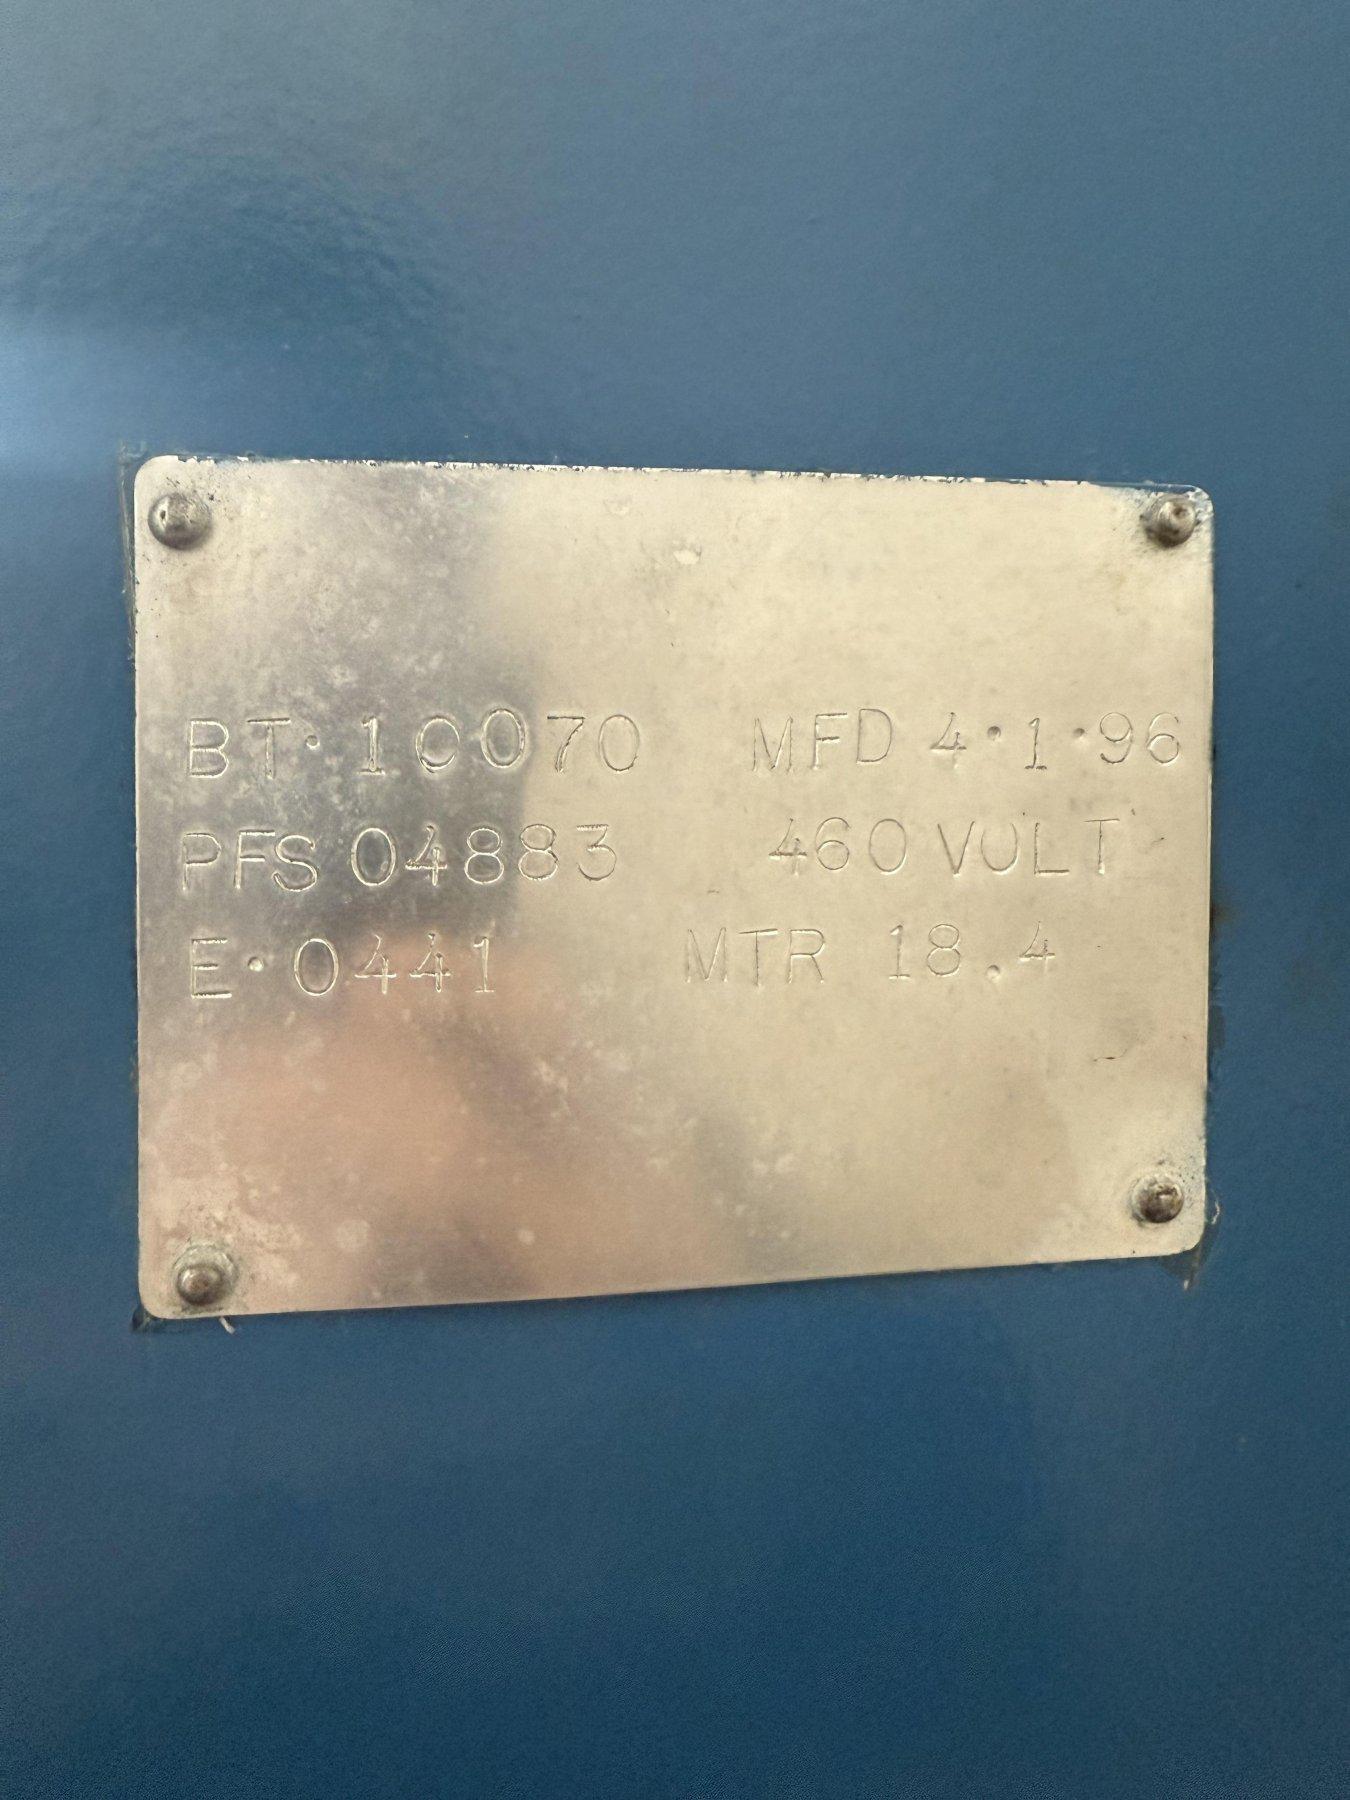 BT·10070 MFD 4·1·96
PFS 04883 460 VOLT
E·0441 MTR 18.4